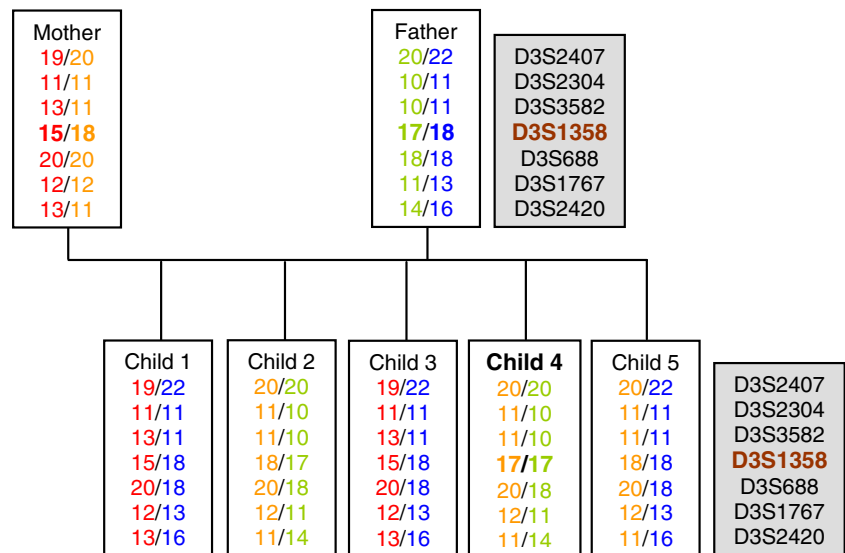 Mother
19/20
11/11
13/11
15/18
20/20
12/12
13/11
Father
20/22
10/11
10/11
17/18
18/18
11/13
14/16
D3S2407
D3S2304
D3S3582
D3S1358
D3S688
D3S1767
D3S2420
Child 1
19/22
11/11
13/11
15/18
20/18
12/13
13/16
Child 2
20/20
11/10
11/10
18/17
20/18
12/11
11/14
Child 3
19/22
11/11
13/11
15/18
20/18
12/13
13/16
Child 4
20/20
11/10
11/10
17/17
20/18
12/11
11/14
Child 5
20/22
11/11
11/11
18/18
20/18
12/13
11/16
D3S2407
D3S2304
D3S3582
D3S1358
D3S688
D3S1767
D3S2420